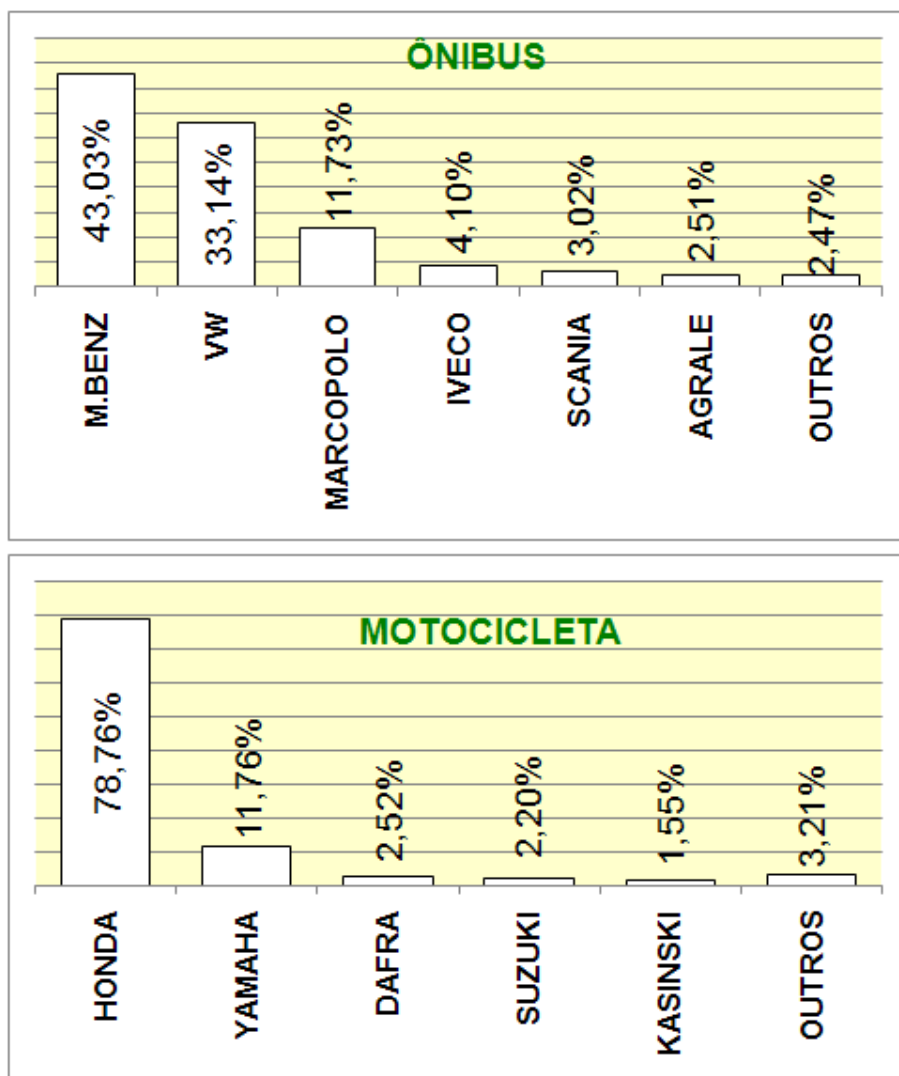 ÔNIBUS
43,03%
33,14%
11,73%
4,10%
3,02%
2,51%
2,47%
M.BENZ
VW
MARCOPOLO
IVECO
SCANIA
AGRALE
OUTROS
MOTOCICLETA
78,76%
11,76%
2,52%
2,20%
1,55%
3,21%
HONDA
YAMAHA
DAFRA
SUZUKI
KASINSKI
OUTROS